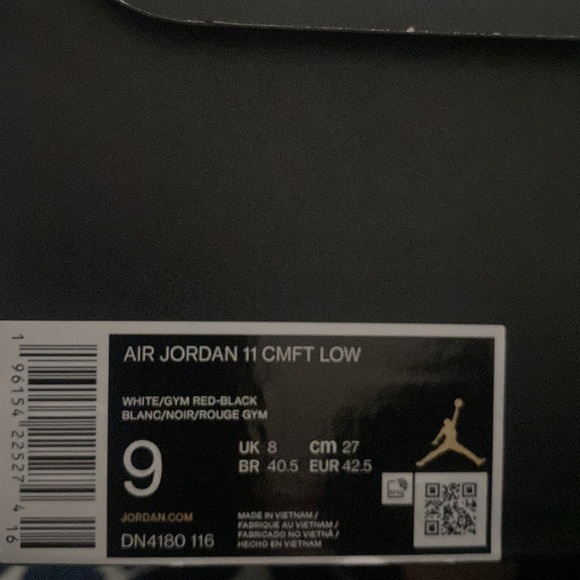 AIR JORDAN 11 CMFT LOW
WHITE/GYM RED-BLACK
BLANC/NOIR/ROUGE GYM
9
UK 8 cm 27
BR 40.5 EUR 42.5
JORDAN.COM
DN4180 116
MADE IN VIETNAM /
FABRIQUE AU VIETNAM /
FABRICADO NO VIETNÃ /
HECHO EN VIETNAM
1 96154 22527 4 16